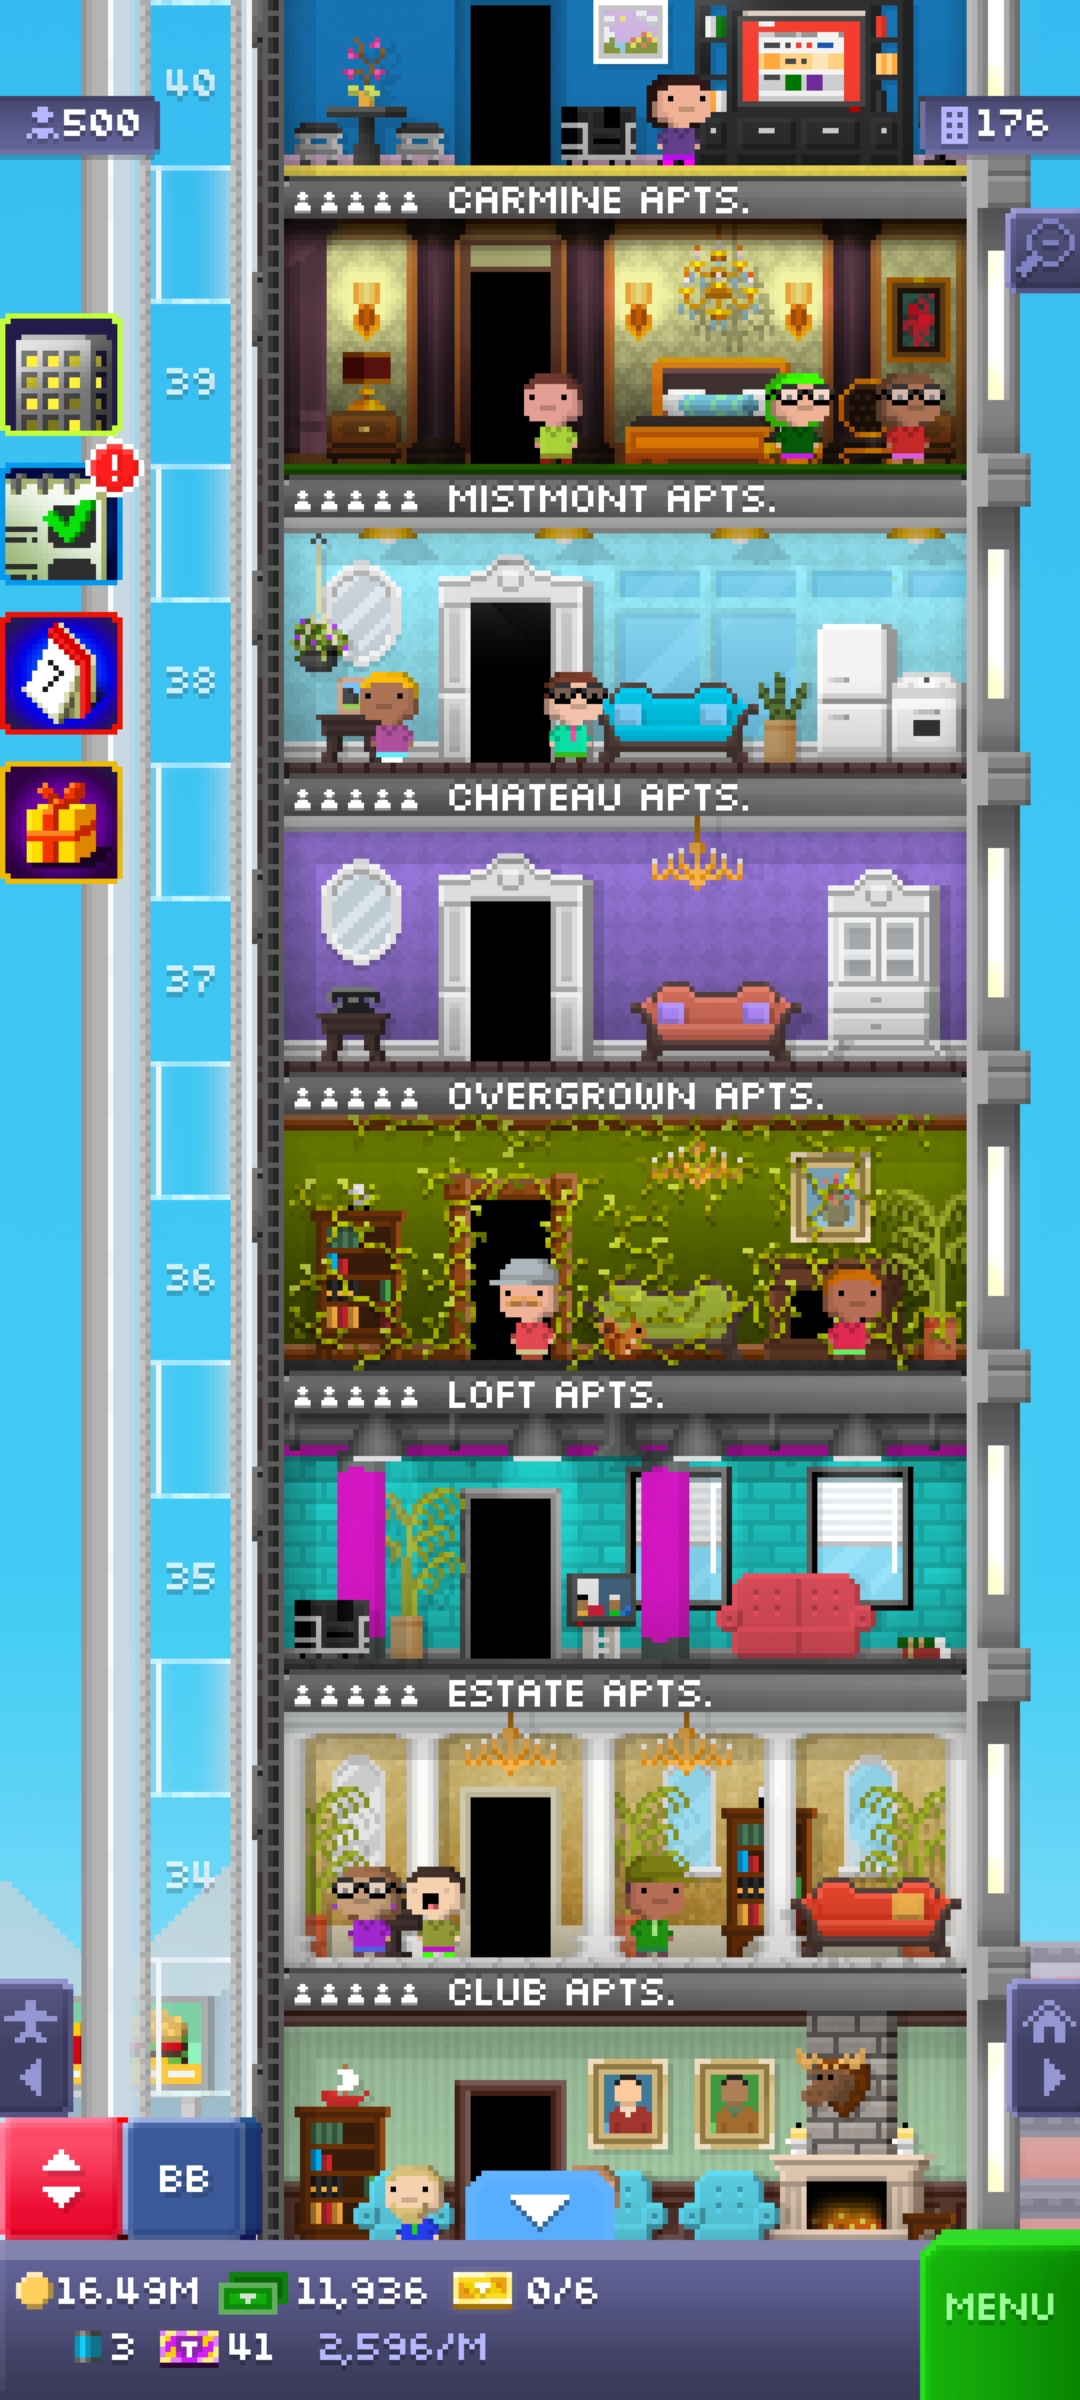 40
500
176
CARMINE APTS.
39
MISTMONT APTS.
38
CHATEAU APTS.
37
OVERGROWN APTS.
36
LOFT APTS.
35
ESTATE APTS.
34
CLUB APTS.
BB
16.49M 11,936 0/6
MENU
3 T 41 2,596/M